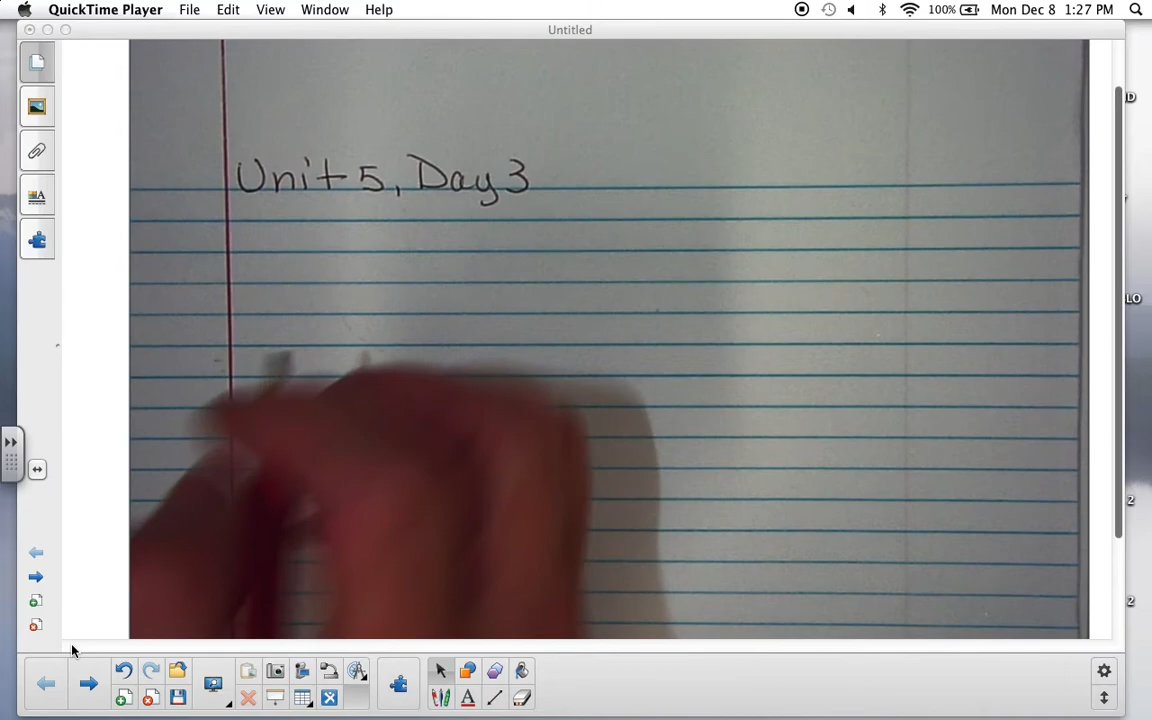 QuickTime Player File Edit View Window Help 100% Mon Dec 8 1:27 PM
Untitled
Unit 5, Day 3